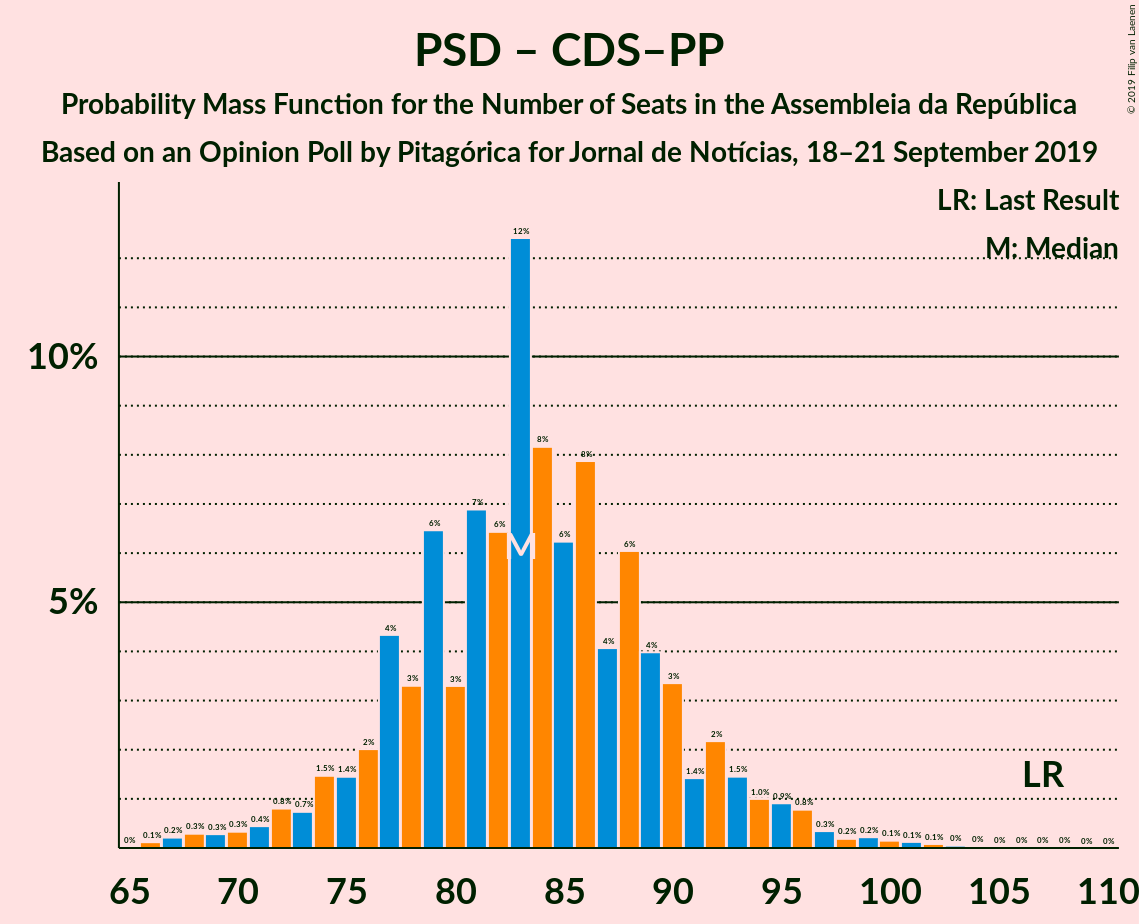 PSD – CDS–PP
Probability Mass Function for the Number of Seats in the Assembleia da República
Based on an Opinion Poll by Pitagórica for Jornal de Notícias, 18–21 September 2019
© 2019 Filip van Laenen
LR: Last Result
M: Median
10%
5%
0% 0.1% 0.2% 0.3% 0.3% 0.3% 0.4% 0.8% 0.7% 1.5% 1.4% 2% 4% 3% 6% 3% 7% 6% 12% 8% 6% 8% 4% 6% 4% 3% 1.4% 2% 1.5% 1.0% 0.9% 0.8% 0.3% 0.2% 0.2% 0.1% 0.1% 0.1% 0% 0% 0% 0% 0% 0% 0% 0%
M
LR
65 70 75 80 85 90 95 100 105 110